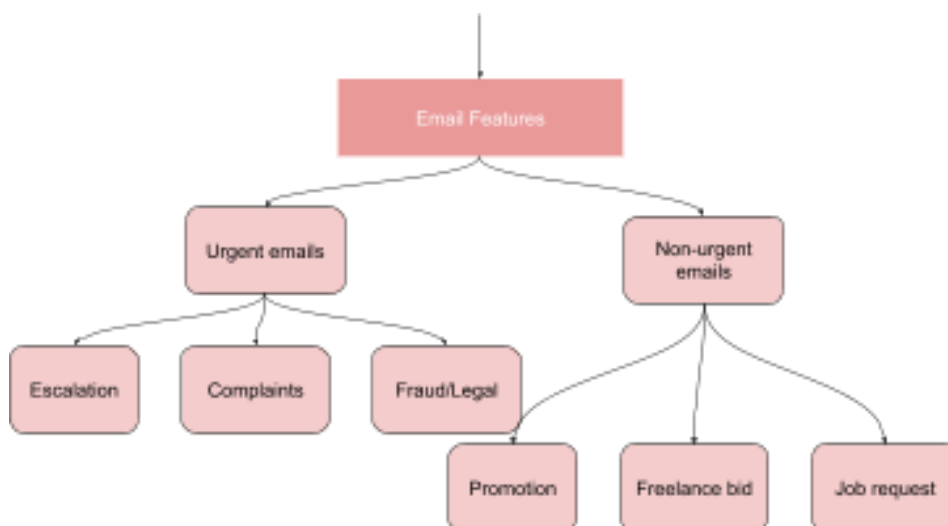 Email Features
Urgent emails
Non-urgent
emails
Escalation
Complaints
Fraud/Legal
Promotion
Freelance bid
Job request